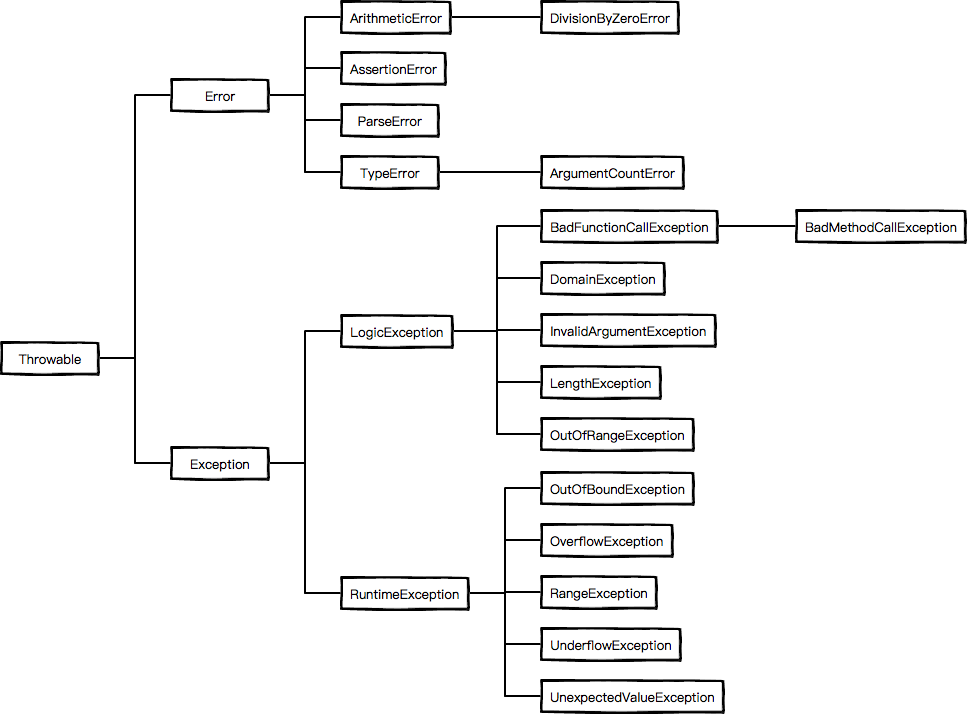 ArithmeticError
DivisionByZeroError
AssertionError
Error
ParseError
TypeError
ArgumentCountError
BadFunctionCallException
BadMethodCallException
DomainException
LogicException
InvalidArgumentException
Throwable
LengthException
OutOfRangeException
Exception
OutOfBoundException
OverflowException
RuntimeException
RangeException
UnderflowException
UnexpectedValueException